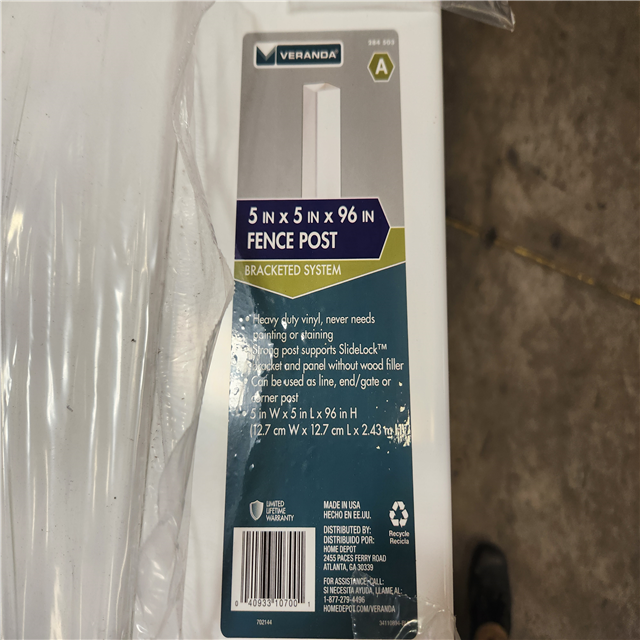 VERANDA®
A
5 IN x 5 IN x 96 IN
FENCE POST
BRACKETED SYSTEM
Heavy duty vinyl, never needs
painting or staining
Strong post supports SlideLock™
bracket and panel without wood filler
Can be used as line, end/gate or
corner post
5 in W x 5 in L x 96 in H
(12.7 cm W x 12.7 cm L x 2.43 m H)
LIMITED
LIFETIME
WARRANTY
MADE IN USA
HECHO EN EE.UU.
DISTRIBUTED BY:
DISTRIBUIDO POR:
HOME DEPOT
2455 PACES FERRY ROAD
ATLANTA, GA 30339
Recycle
Recicla
FOR ASSISTANCE, CALL:
SI NECESITA AYUDA, LLAME AL:
1-877-279-4496
HOMEDEPOT.COM/VERANDA
0 40933 10700 1
702144